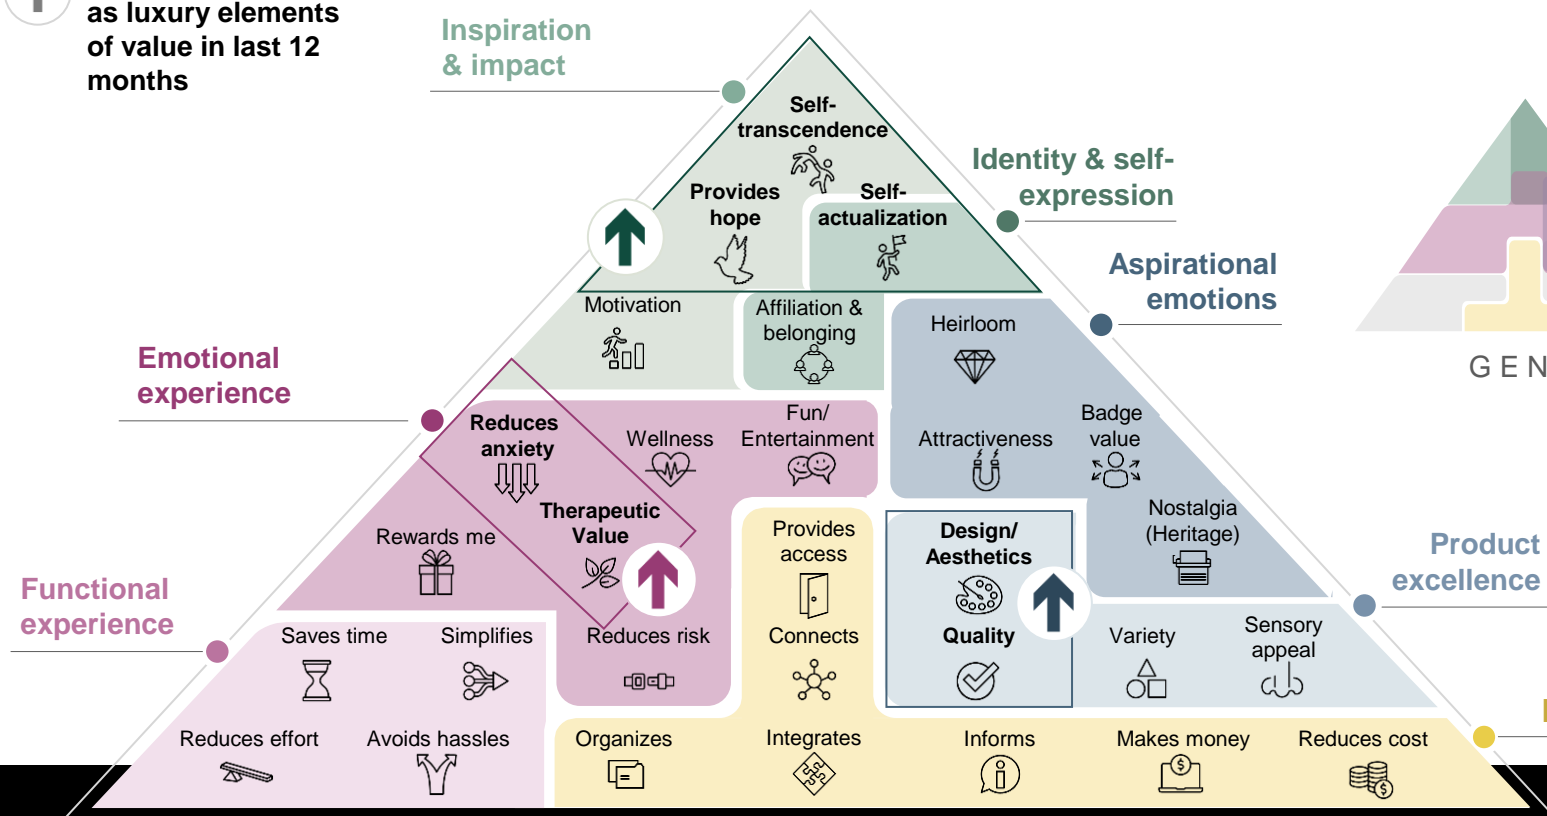 as luxury elements
of value in last 12
months
Inspiration
& impact
Self-
transcendence
Provides
hope
Self-
actualization
Identity & self-
expression
Aspirational
emotions
Motivation
Affiliation &
belonging
Heirloom
GEN
Emotional
experience
Reduces
anxiety
Wellness
Fun/
Entertainment
Attractiveness
Badge
value
Therapeutic
Value
Rewards me
Provides
access
Design/
Aesthetics
Nostalgia
(Heritage)
Product
excellence
Functional
experience
Saves time
Simplifies
Reduces risk
Connects
Quality
Variety
Sensory
appeal
Reduces effort
Avoids hassles
Organizes
Integrates
Informs
Makes money
Reduces cost